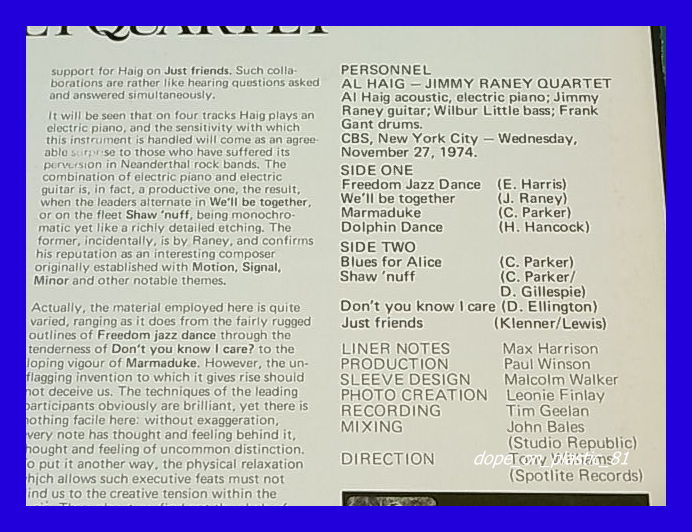 QUARTET
support for Haig on Just friends. Such colla-
borations are rather like hearing questions asked
and answered simultaneously.
It will be seen that on four tracks Haig plays an
electric piano, and the sensitivity with which
this instrument is handled will come as an agree-
able surprise to those who have suffered its
perversion in Neanderthal rock bands. The
combination of electric piano and electric
guitar is, in fact, a productive one, the result,
when the leaders alternate in We'll be together,
or on the fleet Shaw 'nuff, being monochro-
matic yet like a richly detailed etching. The
former, incidentally, is by Raney, and confirms
his reputation as an interesting composer
originally established with Motion, Signal,
Minor and other notable themes.
Actually, the material employed here is quite
varied, ranging as it does from the fairly rugged
outlines of Freedom jazz dance through the
tenderness of Don't you know I care? to the
loping vigour of Marmaduke. However, the un-
flagging invention to which it gives rise should
not deceive us. The techniques of the leading
participants obviously are brilliant, yet there is
nothing facile here: without exaggeration,
every note has thought and feeling behind it,
thought and feeling of uncommon distinction.
To put it another way, the physical relaxation
which allows such executive feats must not
blind us to the creative tension within the
PERSONNEL
AL HAIG – JIMMY RANEY QUARTET
Al Haig acoustic, electric piano; Jimmy
Raney guitar; Wilbur Little bass; Frank
Gant drums.
CBS, New York City – Wednesday,
November 27, 1974.
SIDE ONE
Freedom Jazz Dance (E. Harris)
We'll be together (J. Raney)
Marmaduke (C. Parker)
Dolphin Dance (H. Hancock)
SIDE TWO
Blues for Alice (C. Parker)
Shaw 'nuff (C. Parker/
D. Gillespie)
Don't you know I care (D. Ellington)
Just friends (Klenner/Lewis)
LINER NOTES Max Harrison
PRODUCTION Paul Winson
SLEEVE DESIGN Malcolm Walker
PHOTO CREATION Leonie Finlay
RECORDING Tim Geelan
MIXING John Bales
(Studio Republic)
DIRECTION Tony Williams
(Spotlite Records)
dope_on_plastic_81